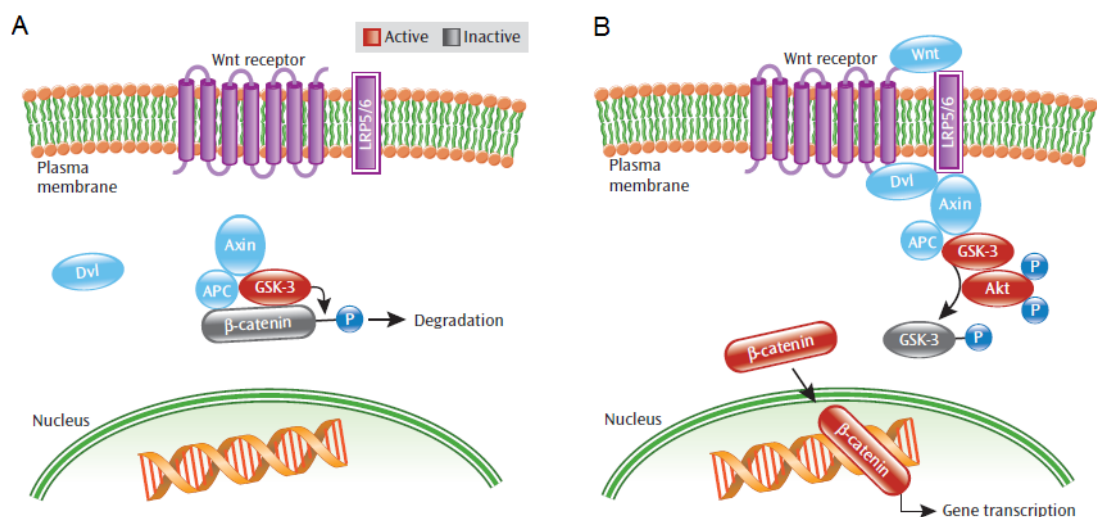 A
Active
Inactive
Wnt receptor
LRP5/6
Plasma
membrane
Axin
Dvl
APC
GSK-3
β-catenin
P
Degradation
Nucleus
B
Wnt
Wnt receptor
LRP5/6
Plasma
membrane
Dvl
Axin
APC
GSK-3
P
Akt
P
GSK-3
P
β-catenin
Nucleus
β-catenin
Gene transcription